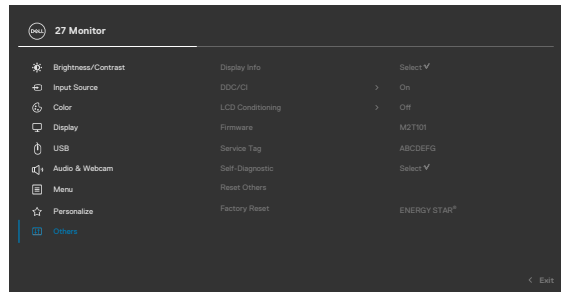 DELL 27 Monitor
Brightness/Contrast
Display Info Select ✓
Input Source
DDC/CI > On
Color
LCD Conditioning > Off
Display
Firmware M2T101
USB
Service Tag ABCDEFG
Audio & Webcam
Self-Diagnostic Select ✓
Menu
Reset Others
Personalize
Factory Reset ENERGY STAR®
Others
< Exit